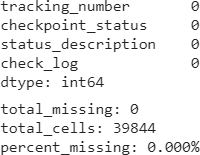 tracking_number 0
checkpoint_status 0
status_description 0
check_log 0
dtype: int64
total_missing: 0
total_cells: 39844
percent_missing: 0.000%